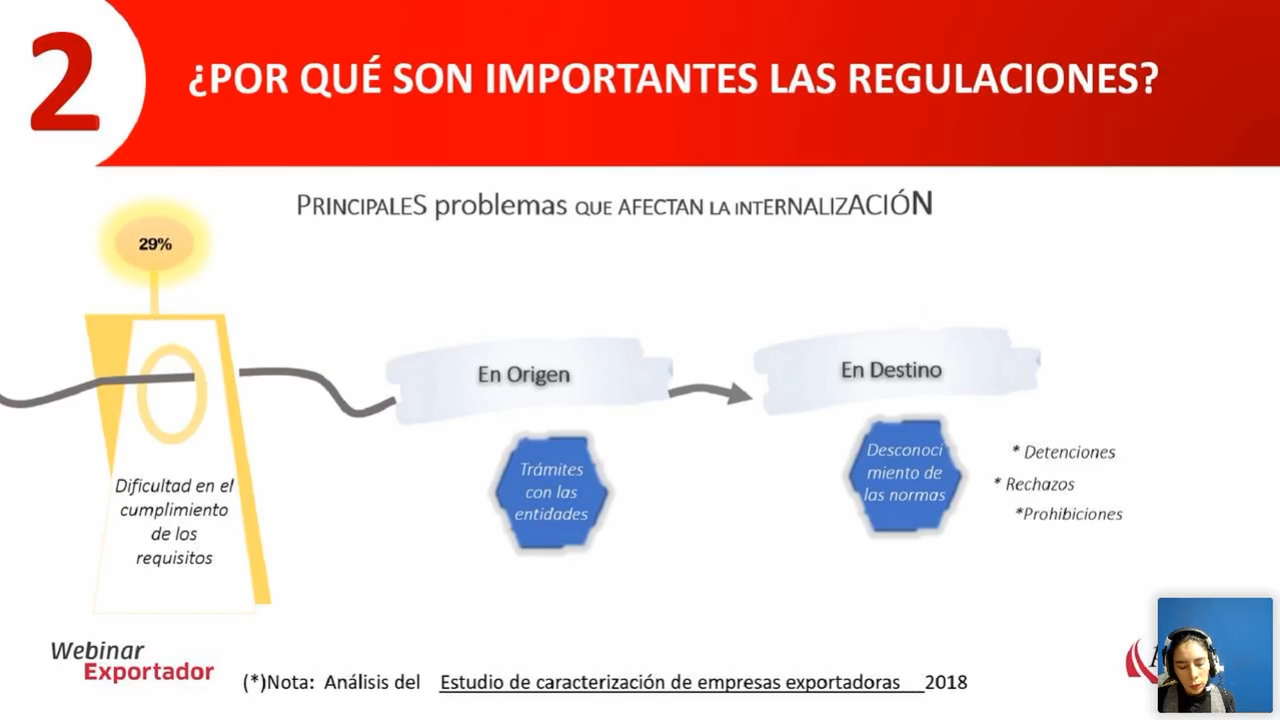 2
¿POR QUÉ SON IMPORTANTES LAS REGULACIONES?
PRINCIPALES problemas QUE AFECTAN LA INTERNALIZACIÓN
29%
Dificultad en el
cumplimiento
de los
requisitos
En Origen
Trámites
con las
entidades
En Destino
Desconoci
miento de
las normas
* Detenciones
* Rechazos
*Prohibiciones
Webinar
Exportador
(*)Nota: Análisis del Estudio de caracterización de empresas exportadoras 2018